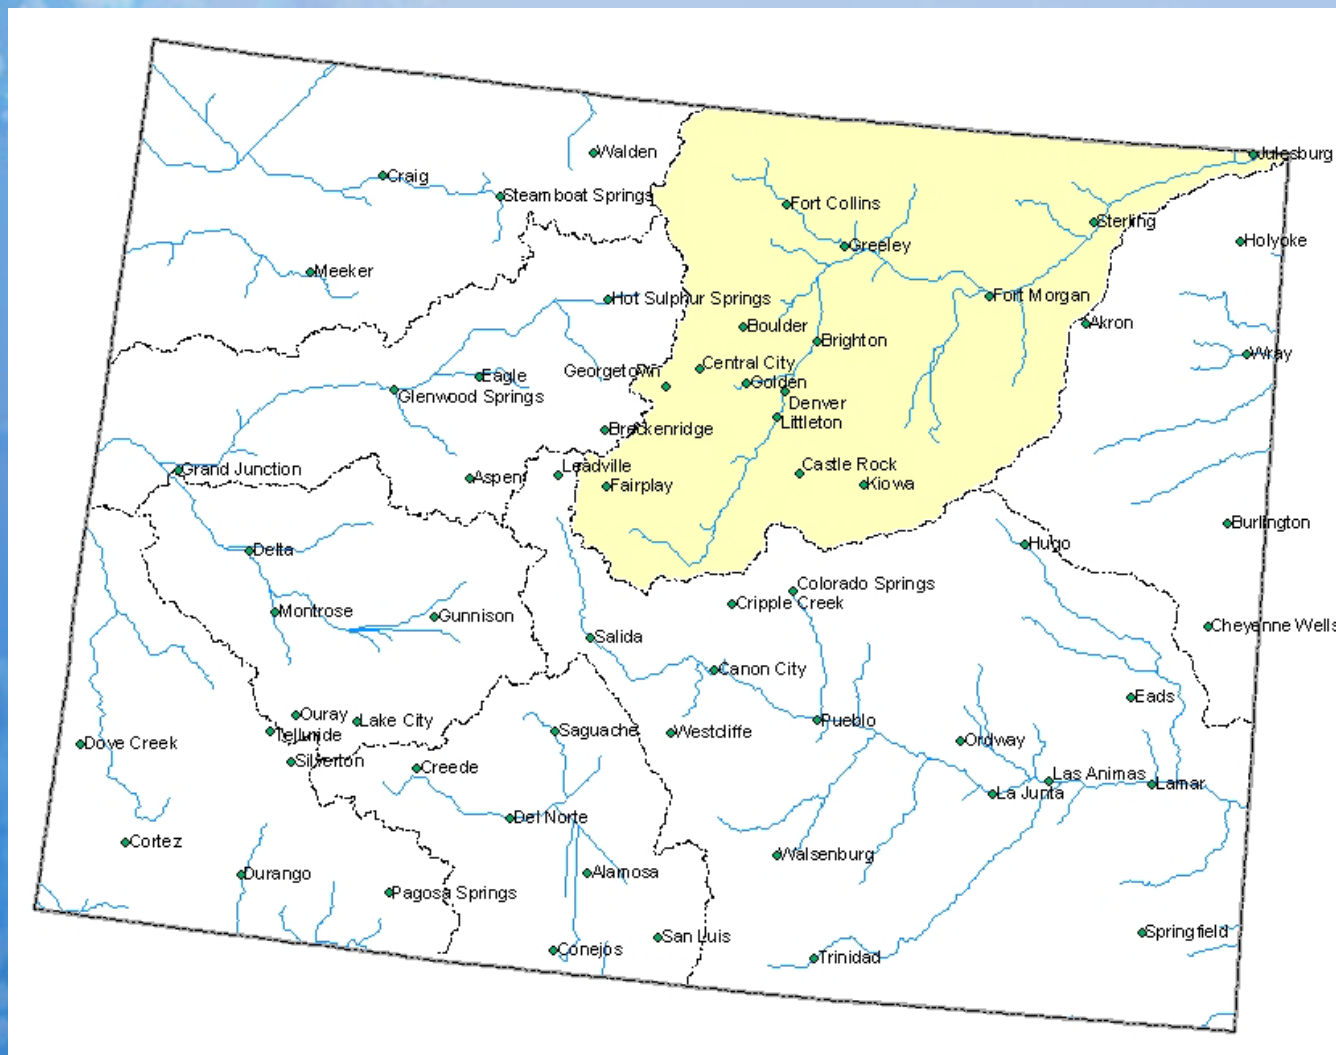 Julesburg
Walden
Craig
Steamboat Springs
Fort Collins
Sterling
Greeley
Holyoke
Meeker
Hot Sulphur Springs
Fort Morgan
Boulder
Akron
Brighton
Wray
Central City
Georgetown
Eagle
Golden
Glenwood Springs
Denver
Littleton
Breckenridge
Grand Junction
Leadville
Castle Rock
Aspen
Fairplay
Kiowa
Burlington
Delta
Hugo
Colorado Springs
Cripple Creek
Montrose
Gunnison
Cheyenne Wells
Salida
Canon City
Eads
Ouray
Lake City
Pueblo
Telluride
Saguache
Westcliffe
Dove Creek
Ordway
Silverton
Creede
Las Animas
Lamar
La Junta
Del Norte
Cortez
Walsenburg
Durango
Alamosa
Pagosa Springs
San Luis
Springfield
Conejos
Trinidad